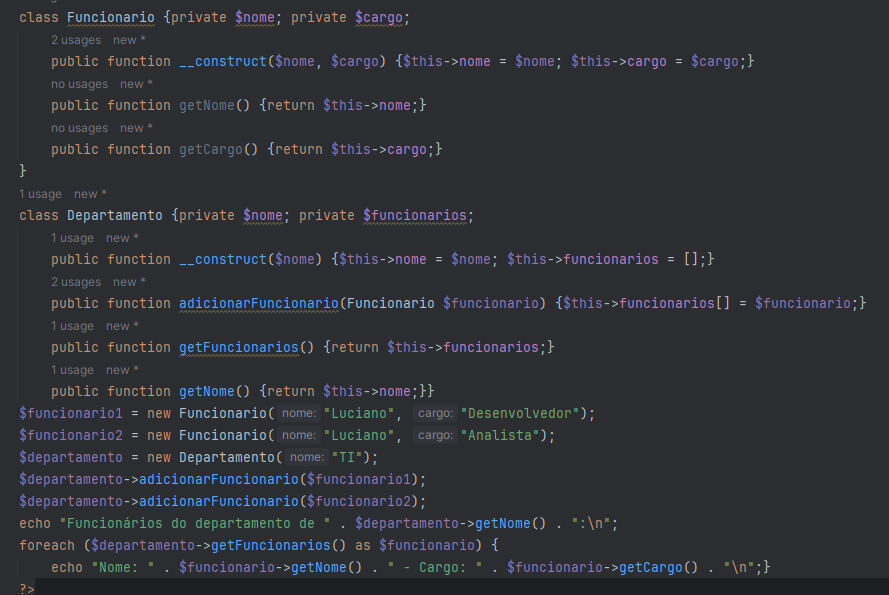 class Funcionario {private $nome; private $cargo;
2 usages new *
public function __construct($nome, $cargo) {$this->nome = $nome; $this->cargo = $cargo;}
no usages new *
public function getNome() {return $this->nome;}
no usages new *
public function getCargo() {return $this->cargo;}
}
1 usage new *
class Departamento {private $nome; private $funcionarios;
1 usage new *
public function __construct($nome) {$this->nome = $nome; $this->funcionarios = [];}
2 usages new *
public function adicionarFuncionario(Funcionario $funcionario) {$this->funcionarios[] = $funcionario;}
1 usage new *
public function getFuncionarios() {return $this->funcionarios;}
1 usage new *
public function getNome() {return $this->nome;}}
$funcionario1 = new Funcionario( nome: "Luciano", cargo: "Desenvolvedor");
$funcionario2 = new Funcionario( nome: "Luciano", cargo: "Analista");
$departamento = new Departamento( nome: "TI");
$departamento->adicionarFuncionario($funcionario1);
$departamento->adicionarFuncionario($funcionario2);
echo "Funcionários do departamento de " . $departamento->getNome() . ":\n";
foreach ($departamento->getFuncionarios() as $funcionario) {
echo "Nome: " . $funcionario->getNome() . " - Cargo: " . $funcionario->getCargo() . "\n";}
?>